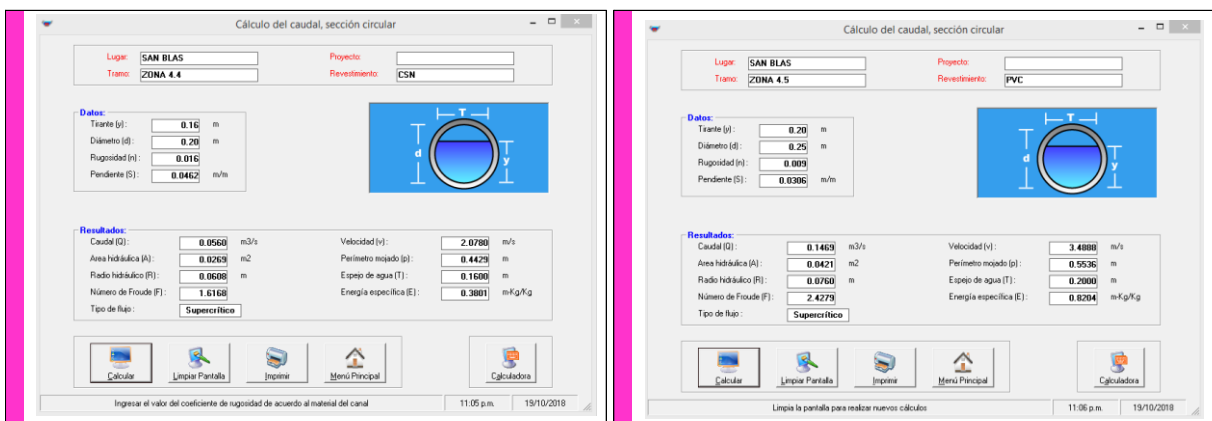 Cálculo del caudal, sección circular
Lugar: SAN BLAS Proyecto:
Tramo: ZONA 4.4 Revestimiento: CSN
Datos:
Tirante (y) : 0.16 m
Diámetro (d) : 0.20 m
Rugosidad (n) : 0.016
Pendiente (S) : 0.0462 m/m
T
d
y
Resultados:
Caudal (Q) : 0.0560 m3/s Velocidad (v) : 2.0780 m/s
Area hidráulica (A) : 0.0269 m2 Perímetro mojado (p) : 0.4429 m
Radio hidráulico (R) : 0.0608 m Espejo de agua (T) : 0.1600 m
Número de Froude (F) : 1.6168 Energía específica (E) : 0.3801 m-Kg/Kg
Tipo de flujo : Supercrítico
Calcular Limpiar Pantalla Imprimir Menú Principal Calculadora
Ingresar el valor del coeficiente de rugosidad de acuerdo al material del canal 11:05 p.m. 19/10/2018
Cálculo del caudal, sección circular
Lugar: SAN BLAS Proyecto:
Tramo: ZONA 4.5 Revestimiento: PVC
Datos:
Tirante (y) : 0.20 m
Diámetro (d) : 0.25 m
Rugosidad (n) : 0.009
Pendiente (S) : 0.0306 m/m
T
d
y
Resultados:
Caudal (Q) : 0.1469 m3/s Velocidad (v) : 3.4880 m/s
Area hidráulica (A) : 0.0421 m2 Perímetro mojado (p) : 0.5536 m
Radio hidráulico (R) : 0.0760 m Espejo de agua (T) : 0.2000 m
Número de Froude (F) : 2.4279 Energía específica (E) : 0.8204 m-Kg/Kg
Tipo de flujo : Supercrítico
Calcular Limpiar Pantalla Imprimir Menú Principal Calculadora
Limpia la pantalla para realizar nuevos cálculos 11:06 p.m. 19/10/2018